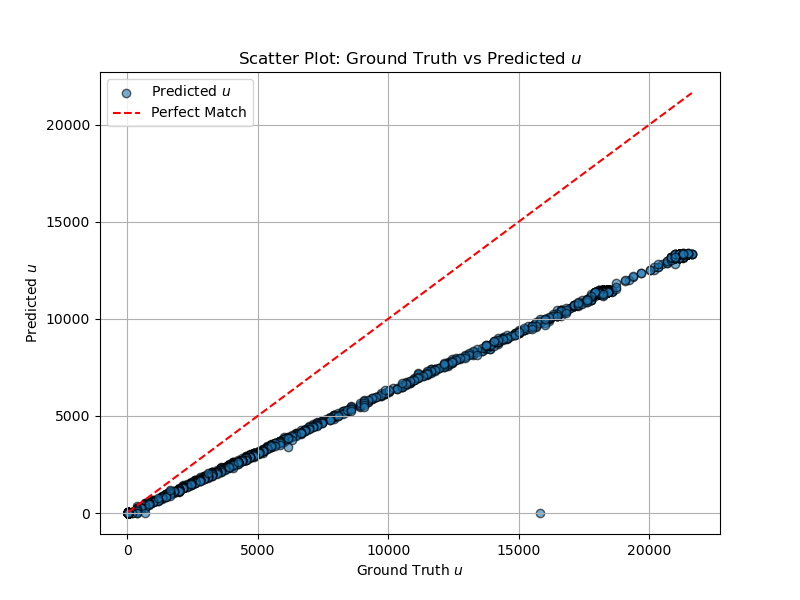 Scatter Plot: Ground Truth vs Predicted u
Predicted u
Perfect Match
20000
15000
10000
5000
0
Predicted u
0 5000 10000 15000 20000
Ground Truth u